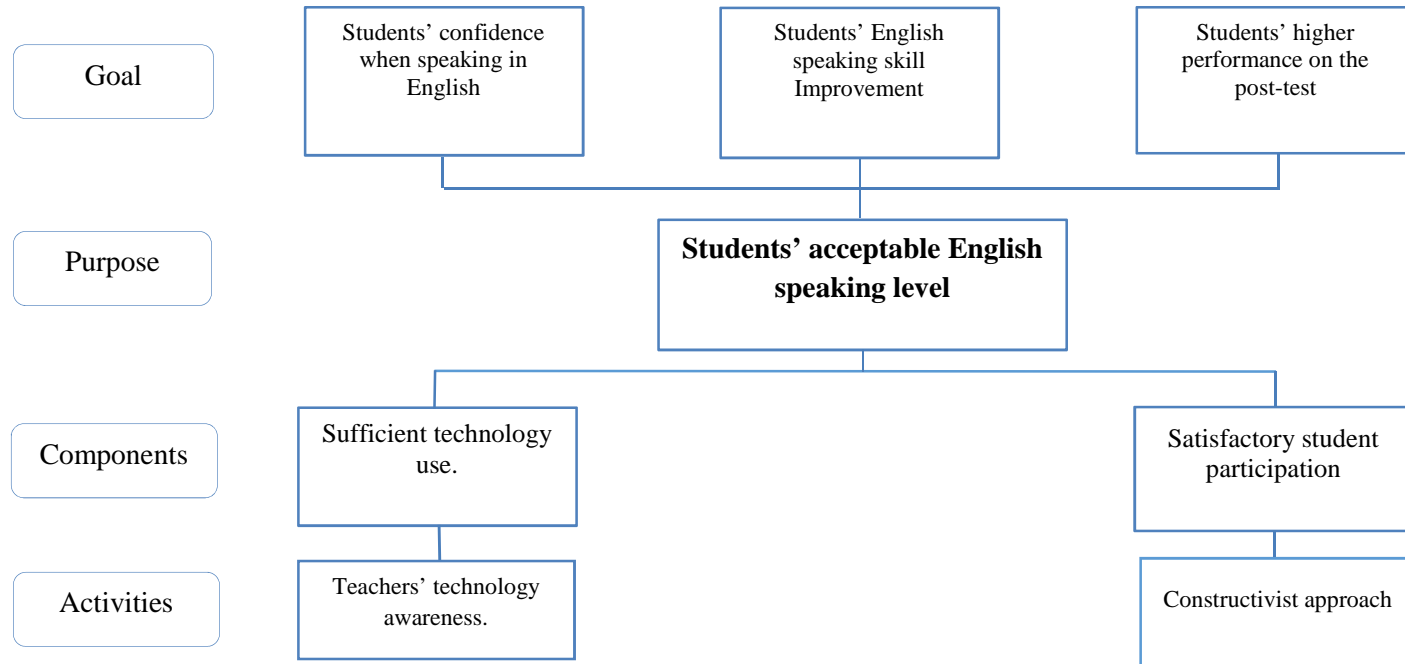 Goal
Students’ confidence
when speaking in
English
Students’ English
speaking skill
Improvement
Students’ higher
performance on the
post-test
Purpose
Students’ acceptable English
speaking level
Components
Sufficient technology
use.
Satisfactory student
participation
Activities
Teachers’ technology
awareness.
Constructivist approach